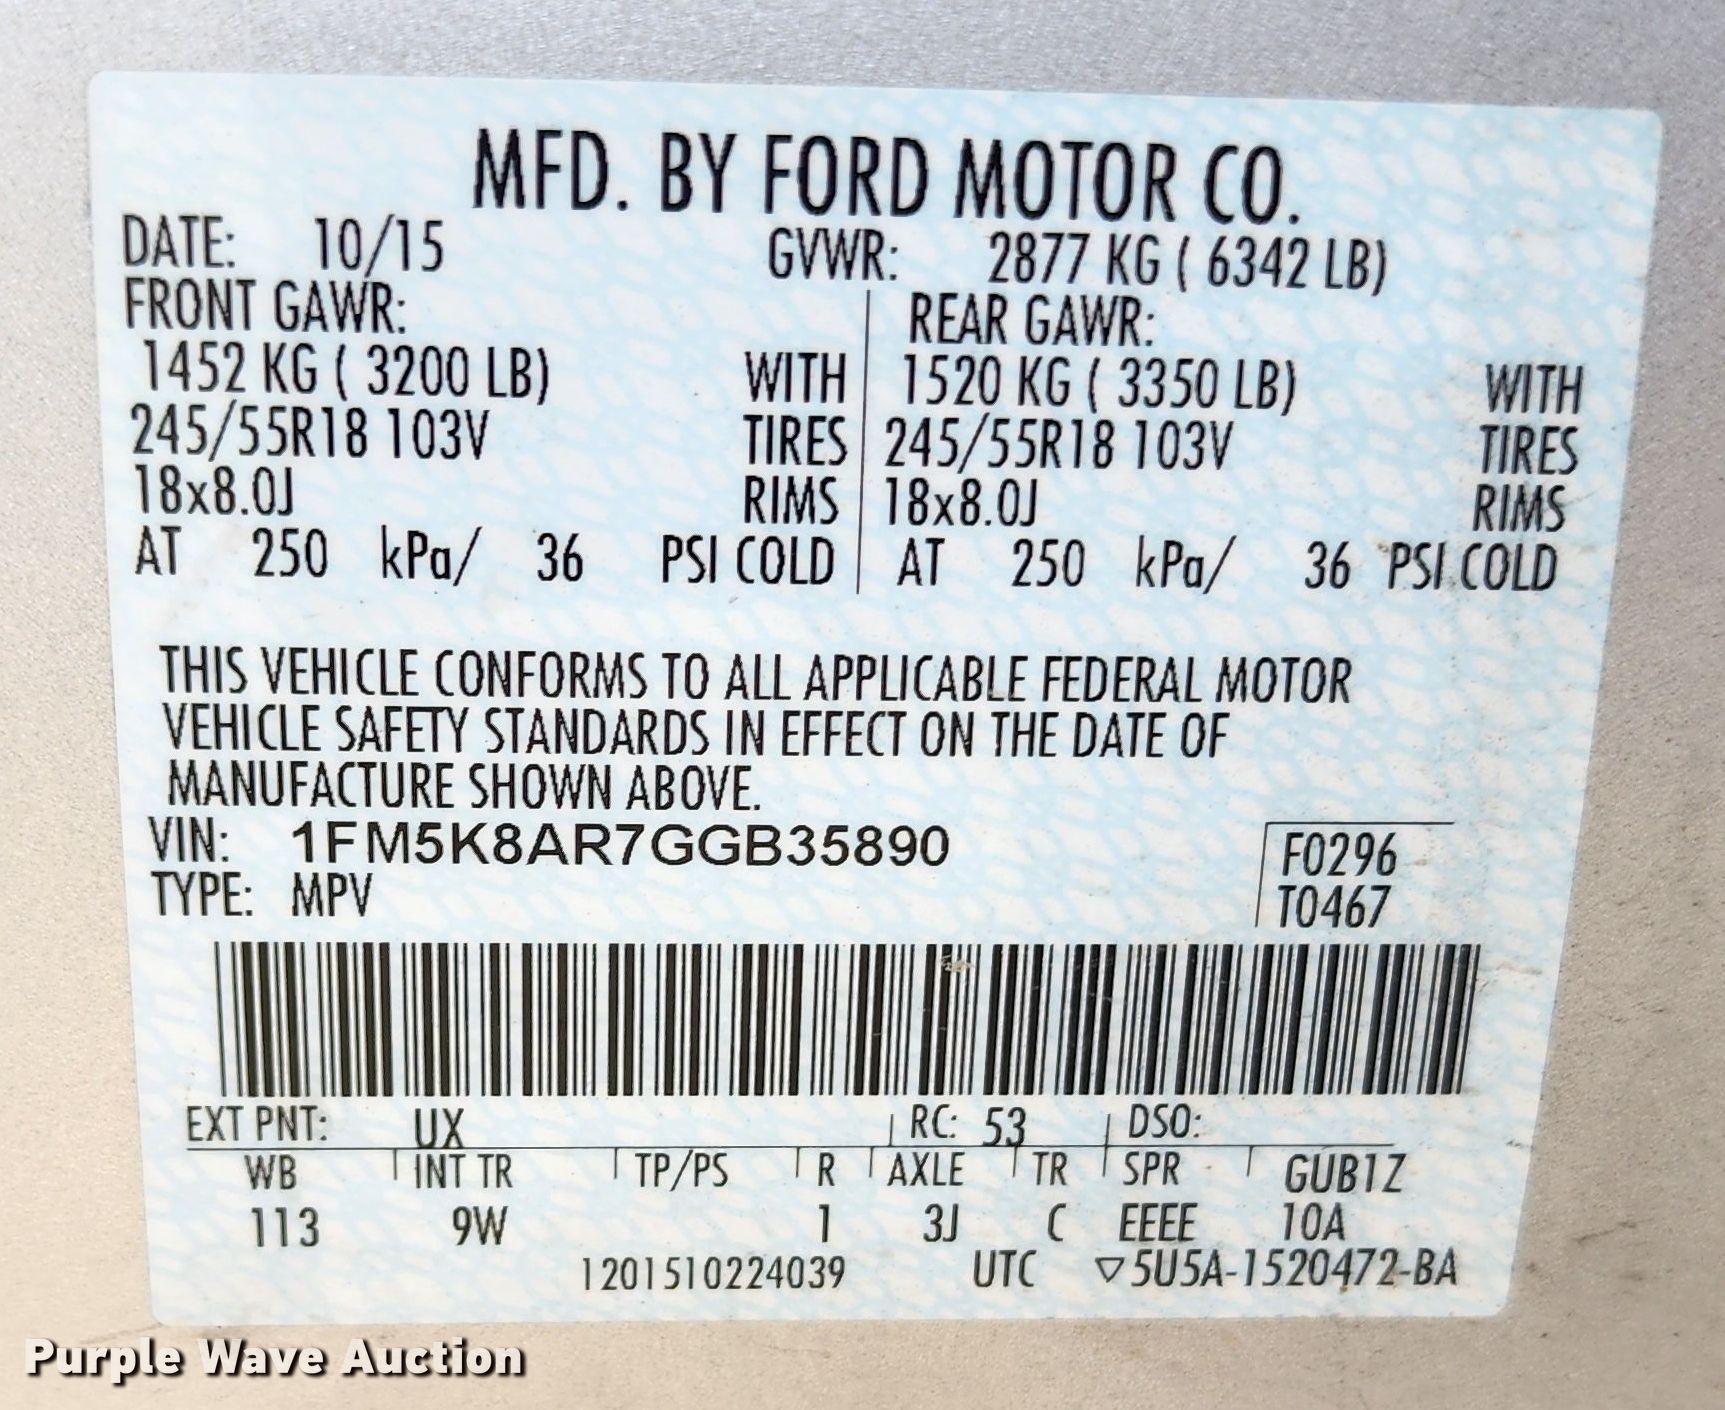 MFD. BY FORD MOTOR CO.
DATE: 10/15 GVWR: 2877 KG ( 6342 LB)
FRONT GAWR: REAR GAWR:
1452 KG ( 3200 LB) WITH 1520 KG ( 3350 LB) WITH
245/55R18 103V TIRES 245/55R18 103V TIRES
18x8.0J RIMS 18x8.0J RIMS
AT 250 kPa/ 36 PSI COLD AT 250 kPa/ 36 PSI COLD
THIS VEHICLE CONFORMS TO ALL APPLICABLE FEDERAL MOTOR
VEHICLE SAFETY STANDARDS IN EFFECT ON THE DATE OF
MANUFACTURE SHOWN ABOVE.
VIN: 1FM5K8AR7GGB35890 F0296
TYPE: MPV T0467
EXT PNT: UX RC: 53 DSO:
WB INT TR TP/PS R AXLE TR SPR GUB1Z
113 9W 1 3J C EEEE 10A
1201510224039 UTC ▽5U5A-1520472-BA
Purple Wave Auction